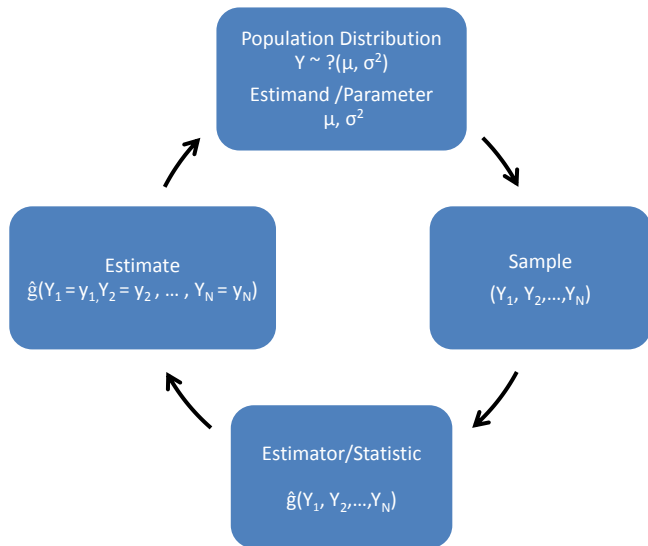 Population Distribution
Y ~ ?(μ, σ²)
Estimand /Parameter
μ, σ²
Sample
(Y₁, Y₂,…,Y_N)
Estimator/Statistic
ĝ(Y₁, Y₂,…,Y_N)
Estimate
ĝ(Y₁ = y₁,Y₂ = y₂ , … , Y_N = y_N)